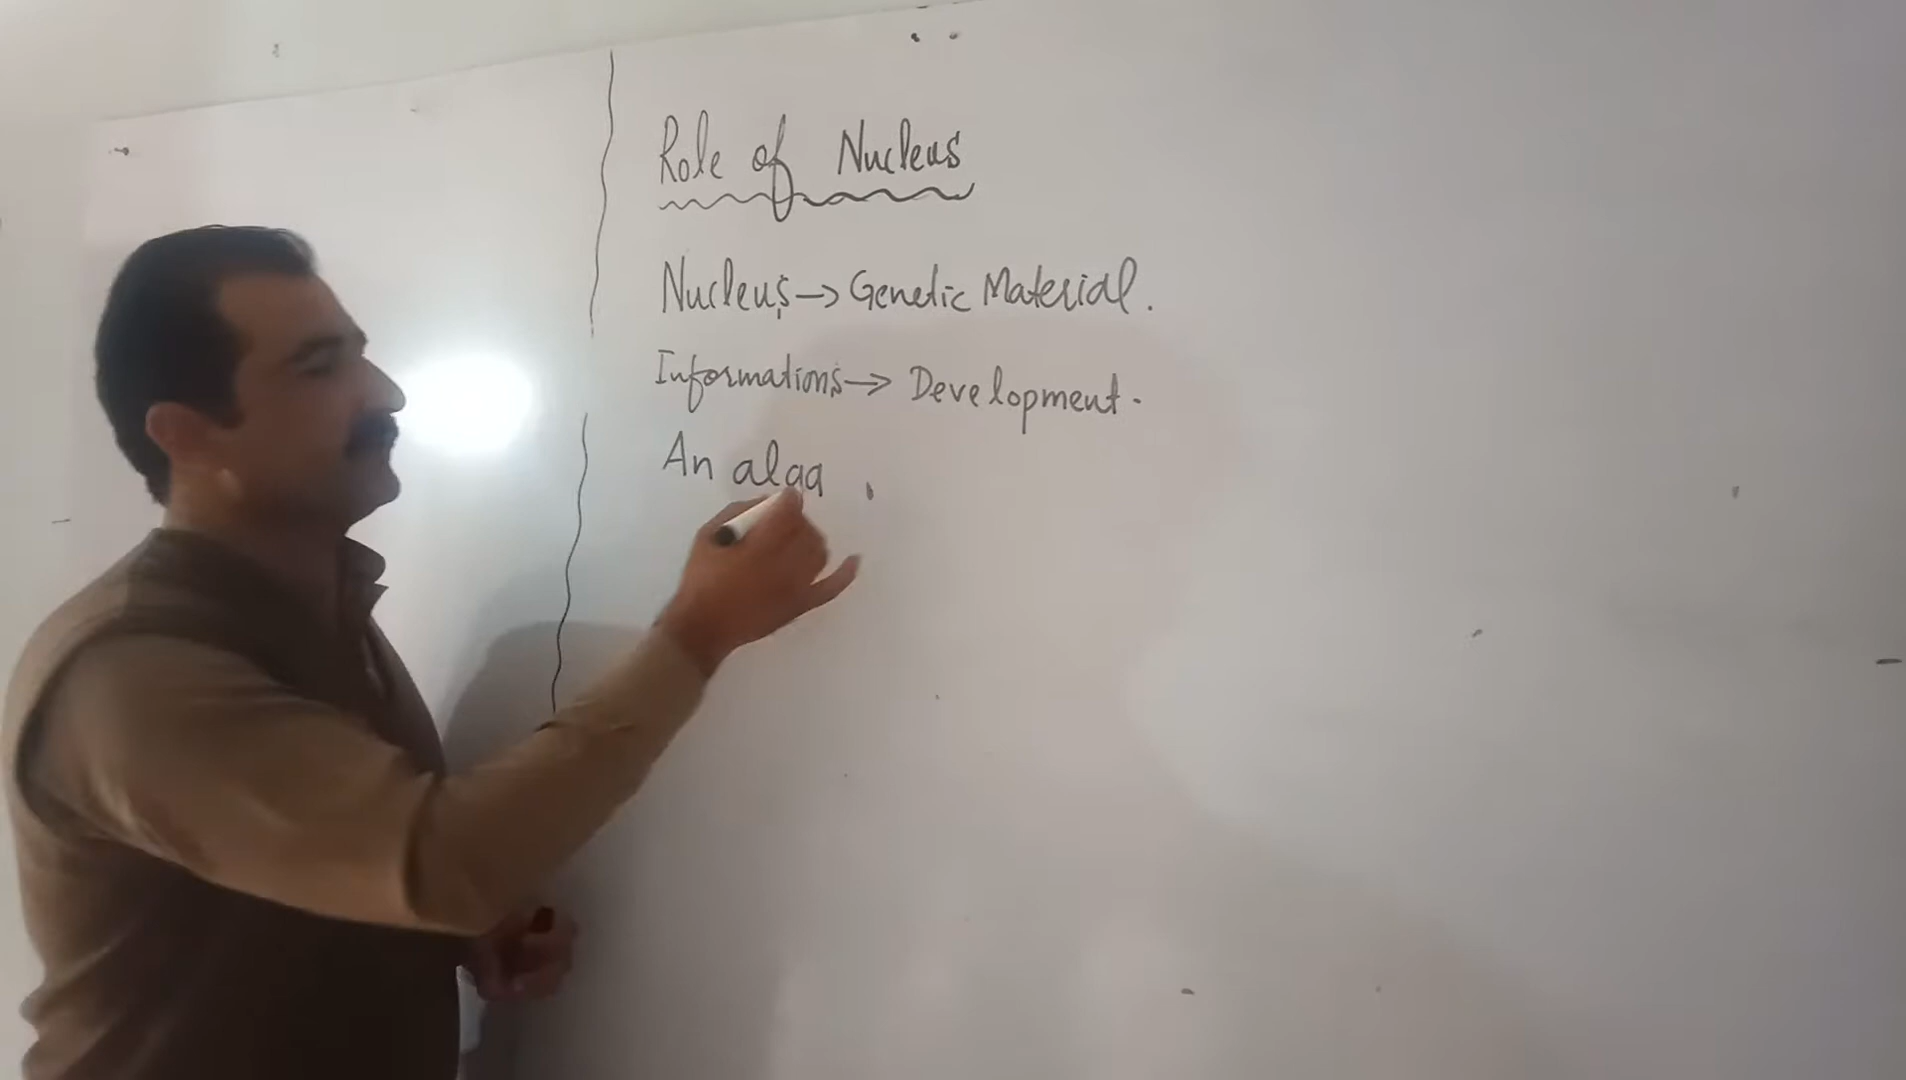 Role of Nucleus
Nucleus→Genetic Material.
Informations→Development.
An alga